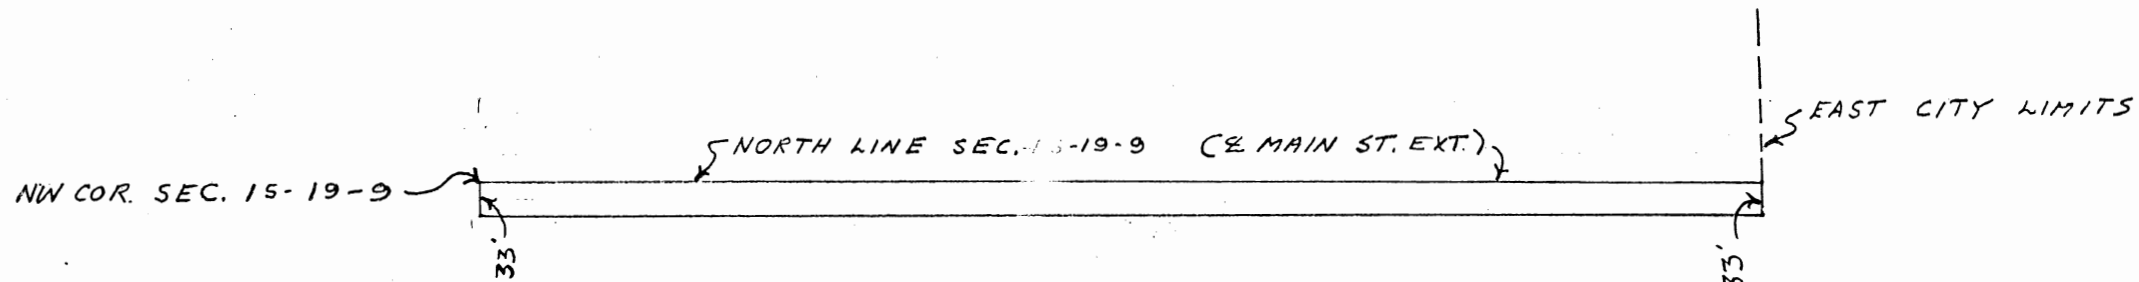 EAST CITY LIMITS
NORTH LINE SEC. -19-9 (℄ MAIN ST. EXT.)
NW COR. SEC. 15-19-9
33'
33'